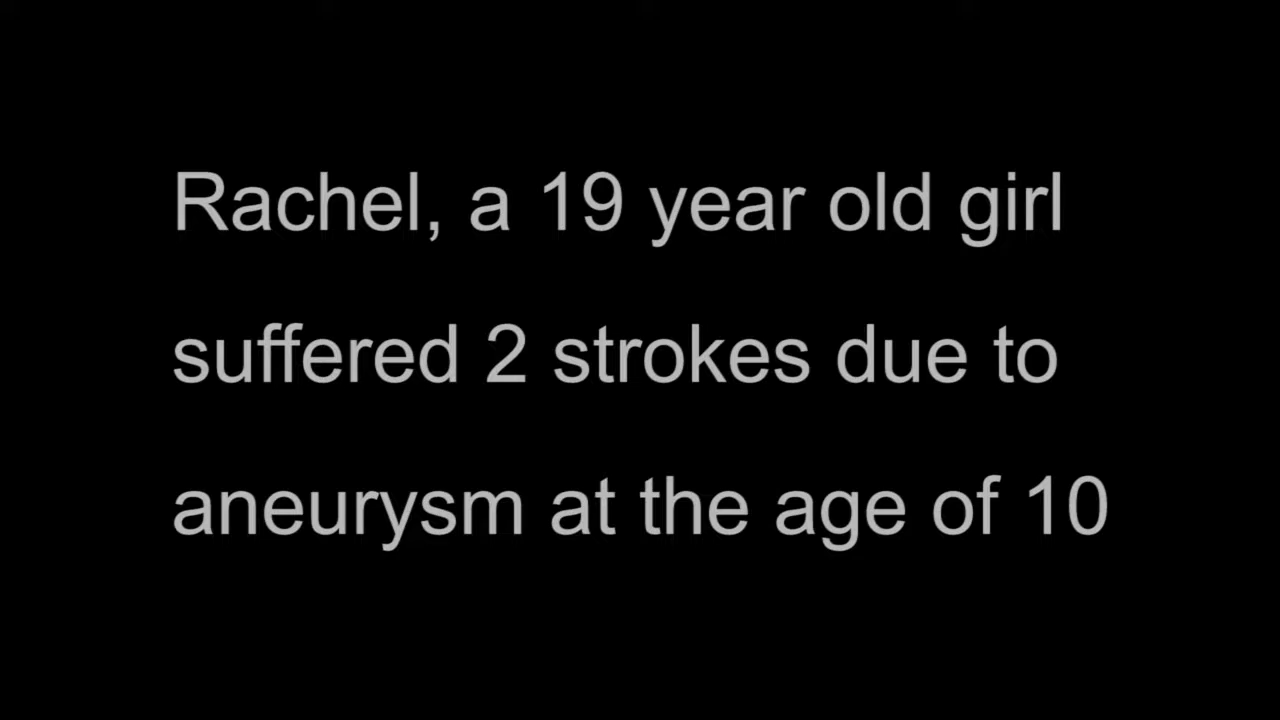 Rachel, a 19 year old girl
suffered 2 strokes due to
aneurysm at the age of 10